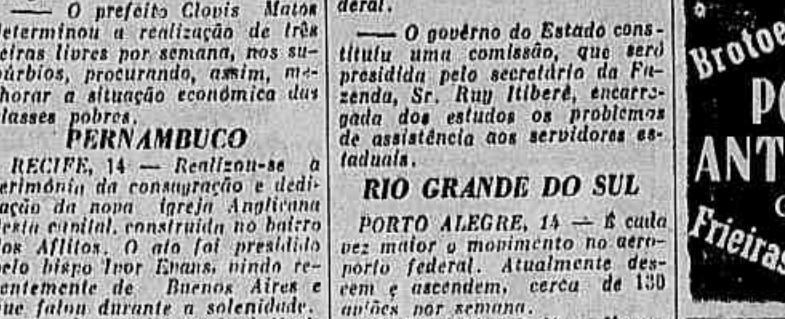 — O prefeito Clovis Matos
determinou a realização de três
feiras livres por semana, nos su-
búrbios, procurando, assim, me-
lhorar a situação econômica das
classes pobres.
PERNAMBUCO
RECIFE, 14 — Realizou-se a
cerimônia da consagração e dedi-
cação da nova igreja Anglicana
desta capital, construida no bairro
dos Aflitos. O ato foi presidido
pelo bispo Ivor Evans, vindo re-
centemente de Buenos Aires e
que falou durante a solenidade.
deral.
— O govêrno do Estado cons-
titulu uma comissão, que será
presidida pelo secretário da Fa-
zenda, Sr. Ruy Itiberê, encarre-
gada dos estudos os problemas
de assistência aos servidores es-
taduais.
RIO GRANDE DO SUL
PORTO ALEGRE, 14 — É cada
vez maior o movimento no aero-
porto federal. Atualmente des-
cem e ascendem, cerca de 130
aviões por semana.
Brotoe
PO
ANT
Frieiras